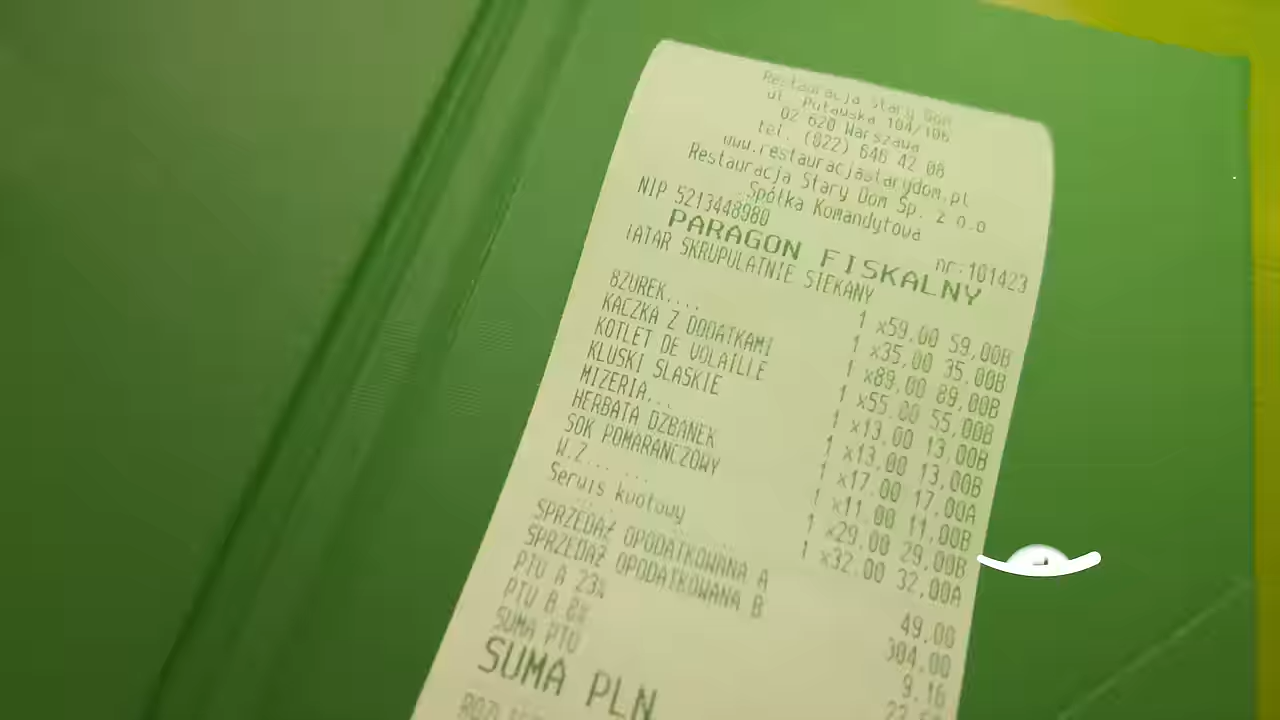 Restauracja Stary Dom
ul. Puławska 104/106
02 620 Warszawa
tel. (022) 646 42 08
www.restauracjastarydom.pl
Restauracja Stary Dom Sp. z o.o
Spółka Komandytowa
NIP 5213448980 nr:101423
PARAGON FISKALNY
TATAR SKRUPULATNIE SIEKANY
1 x59.00 59,00B
BZUREK.... 1 x35.00 35,00B
KACZKA Z DODATKAMI 1 x89.00 89,00B
KOTLET DE VOLAILLE 1 x55.00 55,00B
KLUSKI SLASKIE 1 x13.00 13,00B
MIZERIA... 1 x13.00 13,00B
HERBATA DZBANEK 1 x17.00 17,00A
SOK POMARANCZOWY 1 x11.00 11,00B
W.Z... 1 x29.00 29,00B
Serwis kwotowy 1 x32.00 32,00A
SPRZEDAŻ OPODATKOWANA A 49,00
SPRZEDAŻ OPODATKOWANA B 304,00
PTU A 23% 9,16
PTU B 8%
SUMA PTU
SUMA PLN